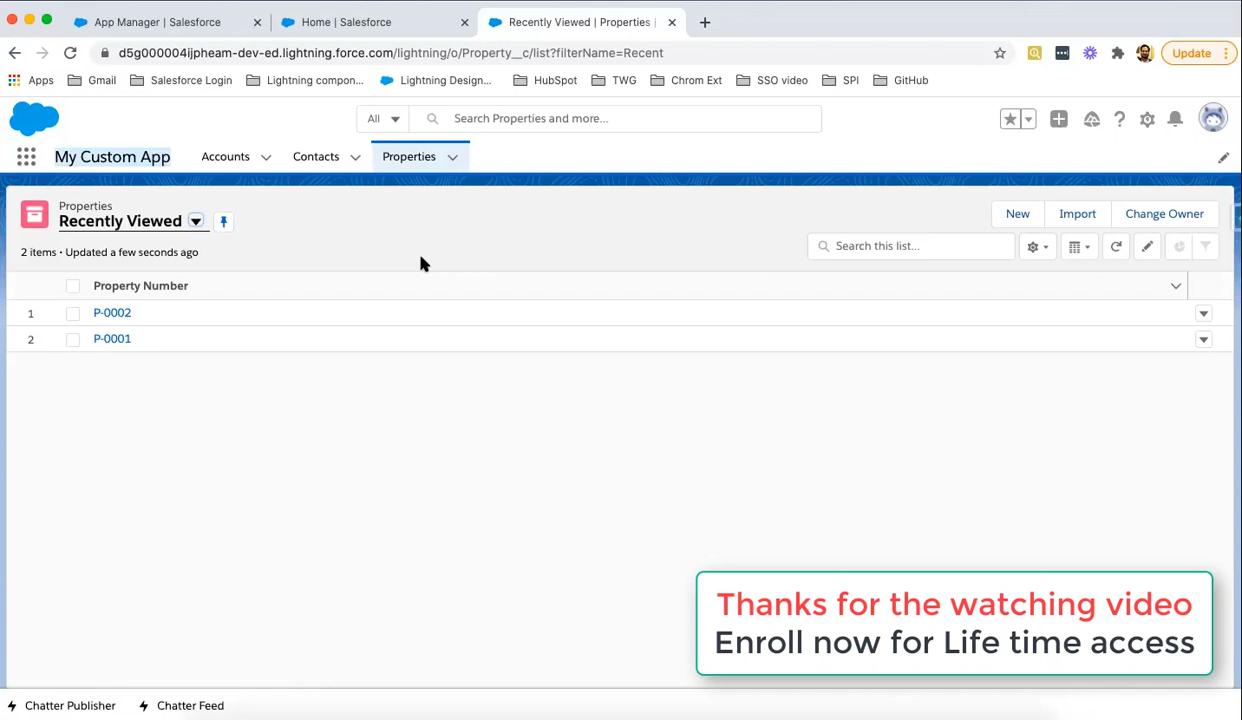 App Manager | Salesforce
Home | Salesforce
Recently Viewed | Properties |
d5g000004ijpheam-dev-ed.lightning.force.com/lightning/o/Property__c/list?filterName=Recent
Update
Apps
Gmail
Salesforce Login
Lightning compon...
Lightning Design...
HubSpot
TWG
Chrom Ext
SSO video
SPI
GitHub
All
Search Properties and more...
My Custom App
Accounts
Contacts
Properties
Properties
Recently Viewed
New
Import
Change Owner
2 items • Updated a few seconds ago
Search this list...
Property Number
1 P-0002
2 P-0001
Thanks for the watching video
Enroll now for Life time access
Chatter Publisher
Chatter Feed